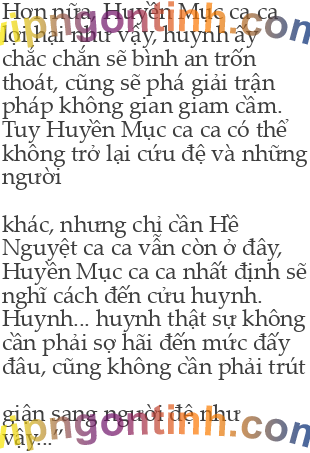 Hơn nữa, Huyền Mục ca ca
lợi hại như vậy, huynh ấy
chắc chắn sẽ bình an trốn
thoát, cũng sẽ phá giải trận
pháp không gian giam cầm.
Tuy Huyền Mục ca ca có thể
không trở lại cứu đệ và những
người
khác, nhưng chỉ cần Hề
Nguyệt ca ca vẫn còn ở đây,
Huyền Mục ca ca nhất định sẽ
nghĩ cách đến cửu huynh.
Huynh... huynh thật sự không
cần phải sợ hãi đến mức đấy
đâu, cũng không cần phải trút
giận sang người đệ như
vậy...”
vipngontinh.com
vipngontinh.com